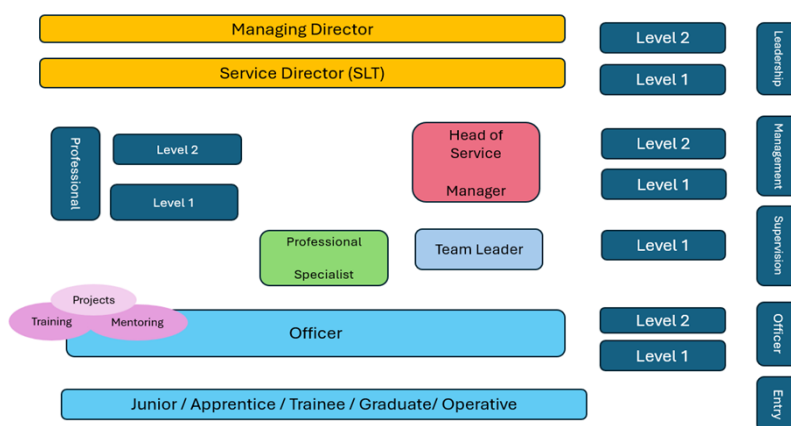 Managing Director
Level 2
Leadership
Service Director (SLT)
Level 1
Professional
Level 2
Level 1
Head of
Service
Manager
Level 2
Level 1
Management
Professional
Specialist
Team Leader
Level 1
Supervision
Projects
Training
Mentoring
Officer
Level 2
Level 1
Officer
Junior / Apprentice / Trainee / Graduate/ Operative
Entry